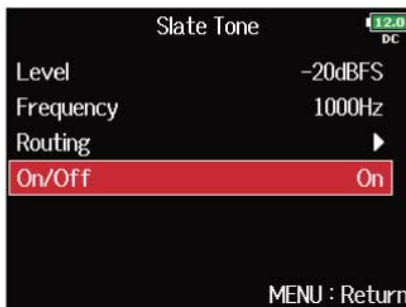 Slate Tone
12.0
DC
Level -20dBFS
Frequency 1000Hz
Routing ▶
On/Off On
MENU : Return